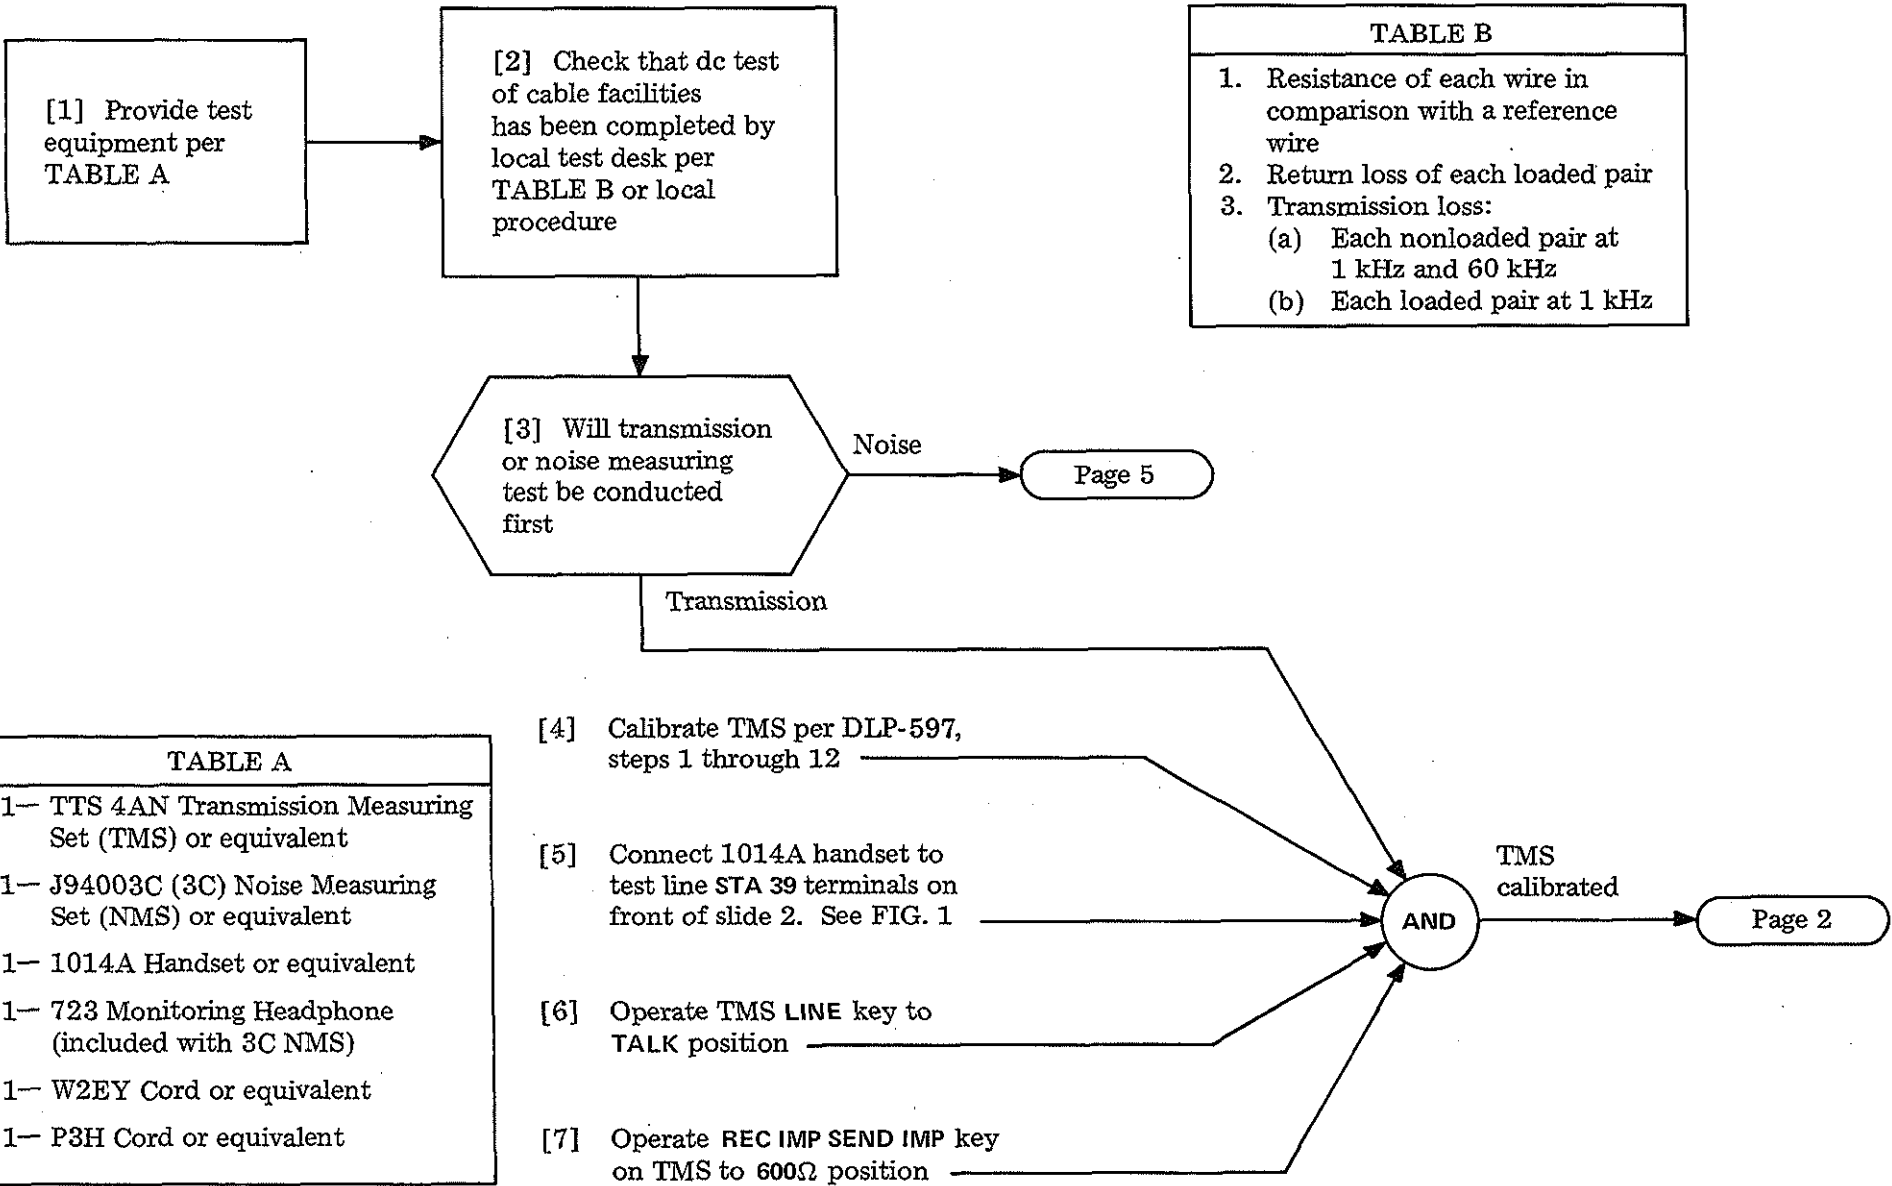 [1] Provide test
equipment per
TABLE A
[2] Check that dc test
of cable facilities
has been completed by
local test desk per
TABLE B or local
procedure
TABLE B
1. Resistance of each wire in
comparison with a reference
wire
2. Return loss of each loaded pair
3. Transmission loss:
(a) Each nonloaded pair at
1 kHz and 60 kHz
(b) Each loaded pair at 1 kHz
[3] Will transmission
or noise measuring
test be conducted
first
Noise
Page 5
Transmission
TABLE A
1— TTS 4AN Transmission Measuring
Set (TMS) or equivalent
1— J94003C (3C) Noise Measuring
Set (NMS) or equivalent
1— 1014A Handset or equivalent
1— 723 Monitoring Headphone
(included with 3C NMS)
1— W2EY Cord or equivalent
1— P3H Cord or equivalent
[4] Calibrate TMS per DLP-597,
steps 1 through 12
[5] Connect 1014A handset to
test line STA 39 terminals on
front of slide 2. See FIG. 1
[6] Operate TMS LINE key to
TALK position
[7] Operate REC IMP SEND IMP key
on TMS to 600Ω position
AND
TMS
calibrated
Page 2